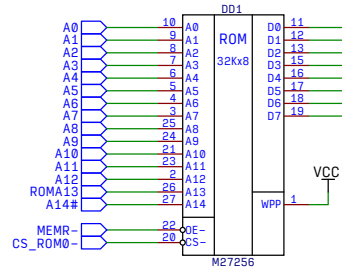 DD1
A0 10 A0 ROM D0 11
A1 9 A1 32Kx8 D1 12
A2 8 A2 D2 13
A3 7 A3 D3 15
A4 6 A4 D4 16
A5 5 A5 D5 17
A6 4 A6 D6 18
A7 3 A7 D7 19
A8 25 A8
A9 24 A9
A10 21 A10
A11 23 A11
A12 2 A12 VCC
ROMA13 26 A13
A14# 27 A14 WPP 1
MEMR- 22 OE-
CS_ROM0- 20 CS-
M27256